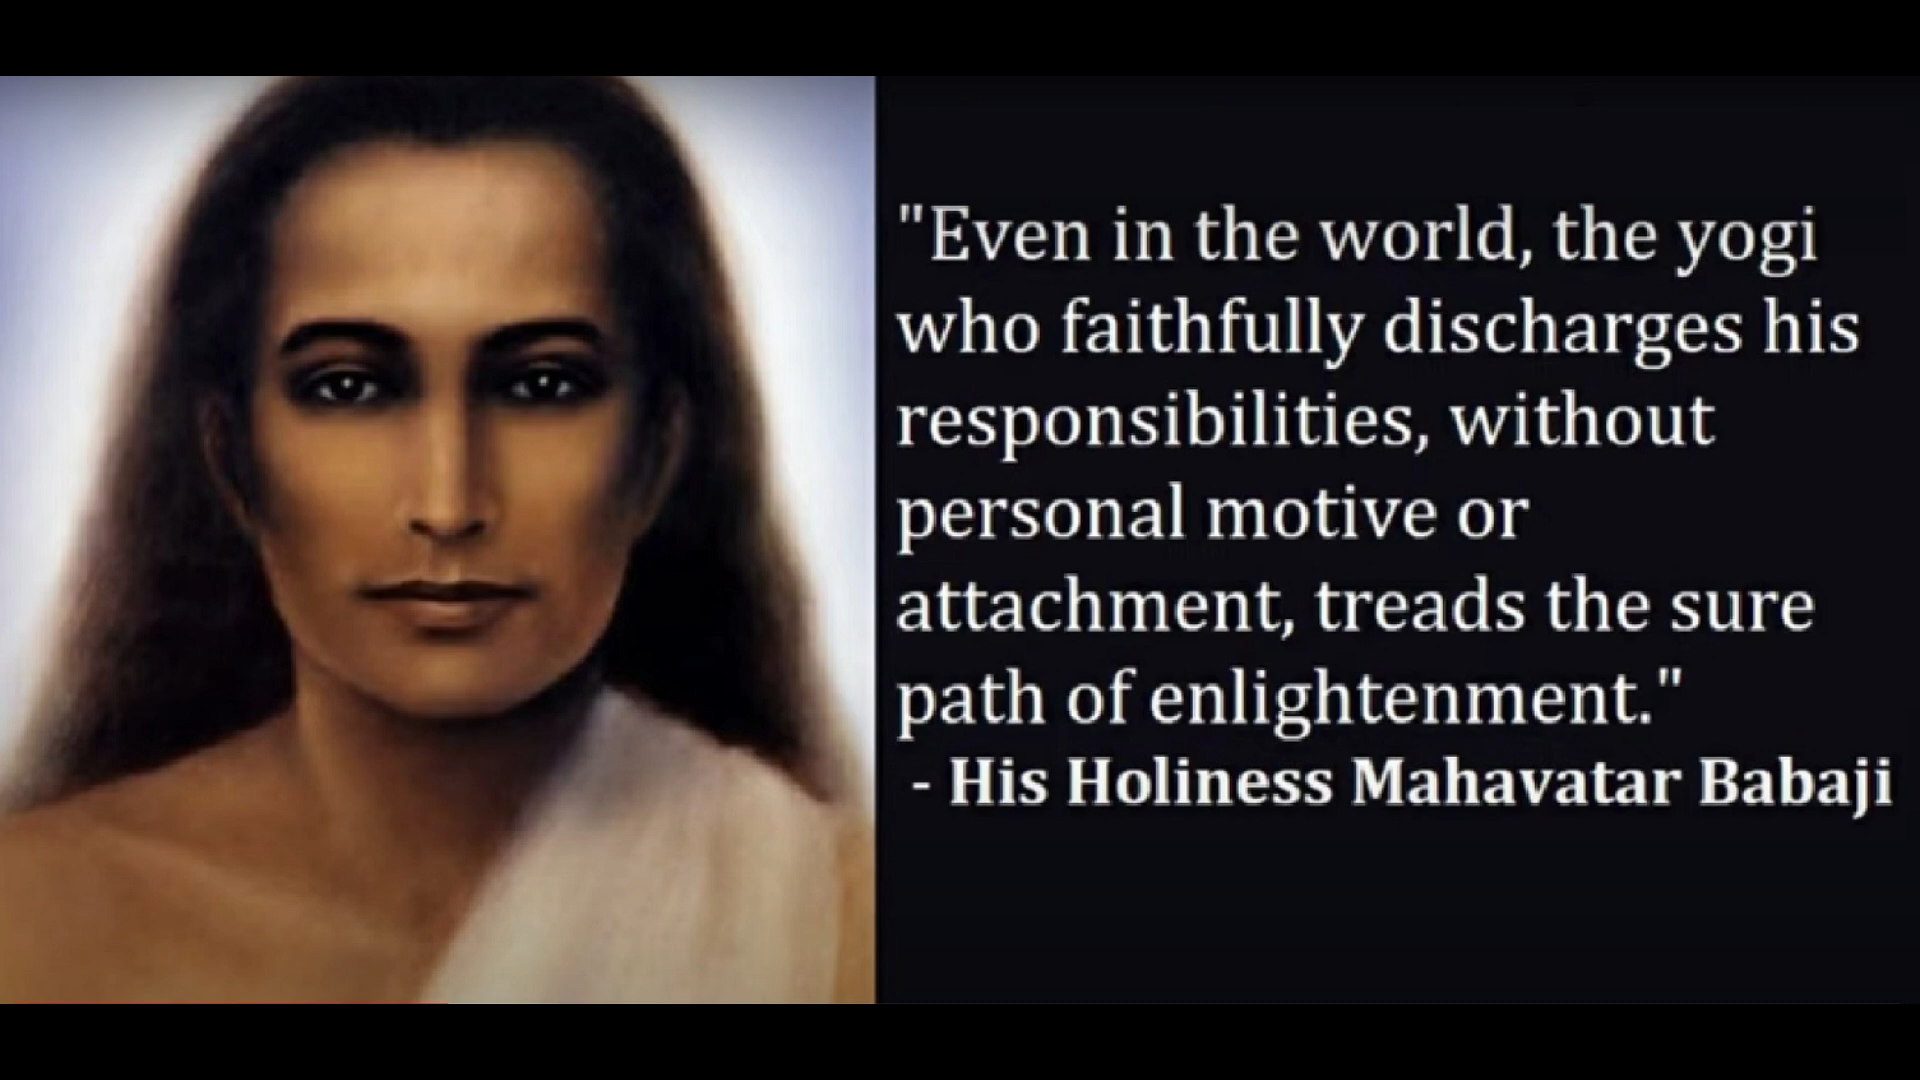 "Even in the world, the yogi
who faithfully discharges his
responsibilities, without
personal motive or
attachment, treads the sure
path of enlightenment."
- His Holiness Mahavatar Babaji